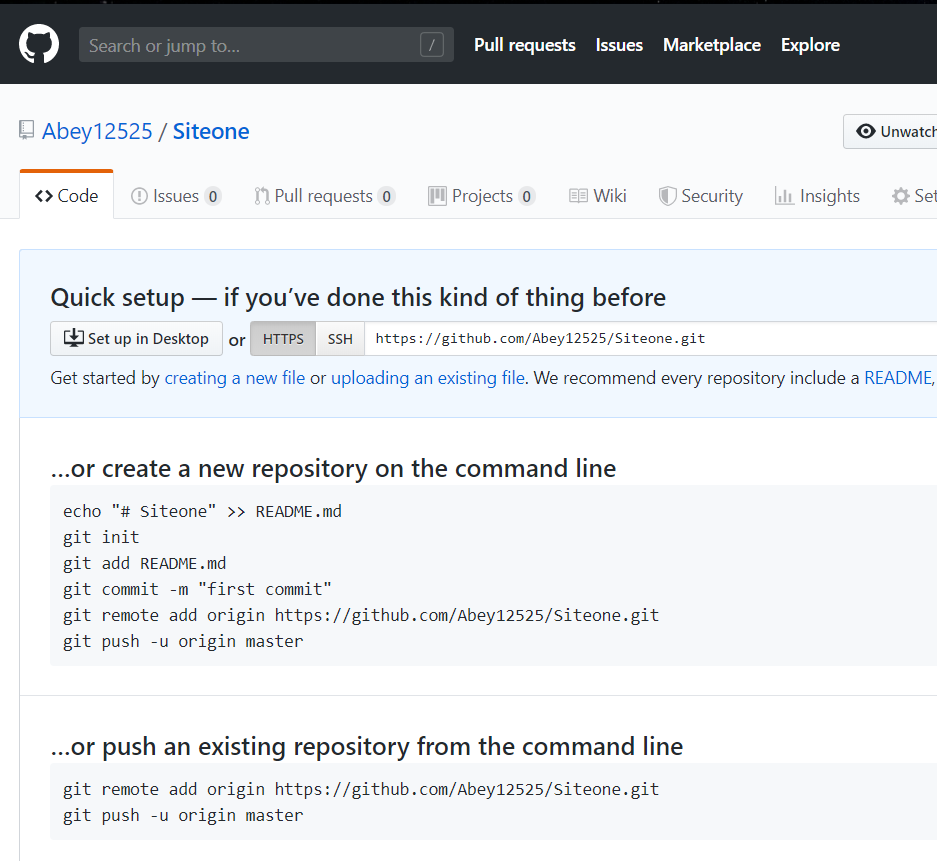 Search or jump to... /
Pull requests Issues Marketplace Explore
Abey12525 / Siteone
Unwatch
Code Issues 0 Pull requests 0 Projects 0 Wiki Security Insights Set
Quick setup — if you’ve done this kind of thing before
Set up in Desktop or HTTPS SSH https://github.com/Abey12525/Siteone.git
Get started by creating a new file or uploading an existing file. We recommend every repository include a README,
…or create a new repository on the command line
echo "# Siteone" >> README.md
git init
git add README.md
git commit -m "first commit"
git remote add origin https://github.com/Abey12525/Siteone.git
git push -u origin master
…or push an existing repository from the command line
git remote add origin https://github.com/Abey12525/Siteone.git
git push -u origin master